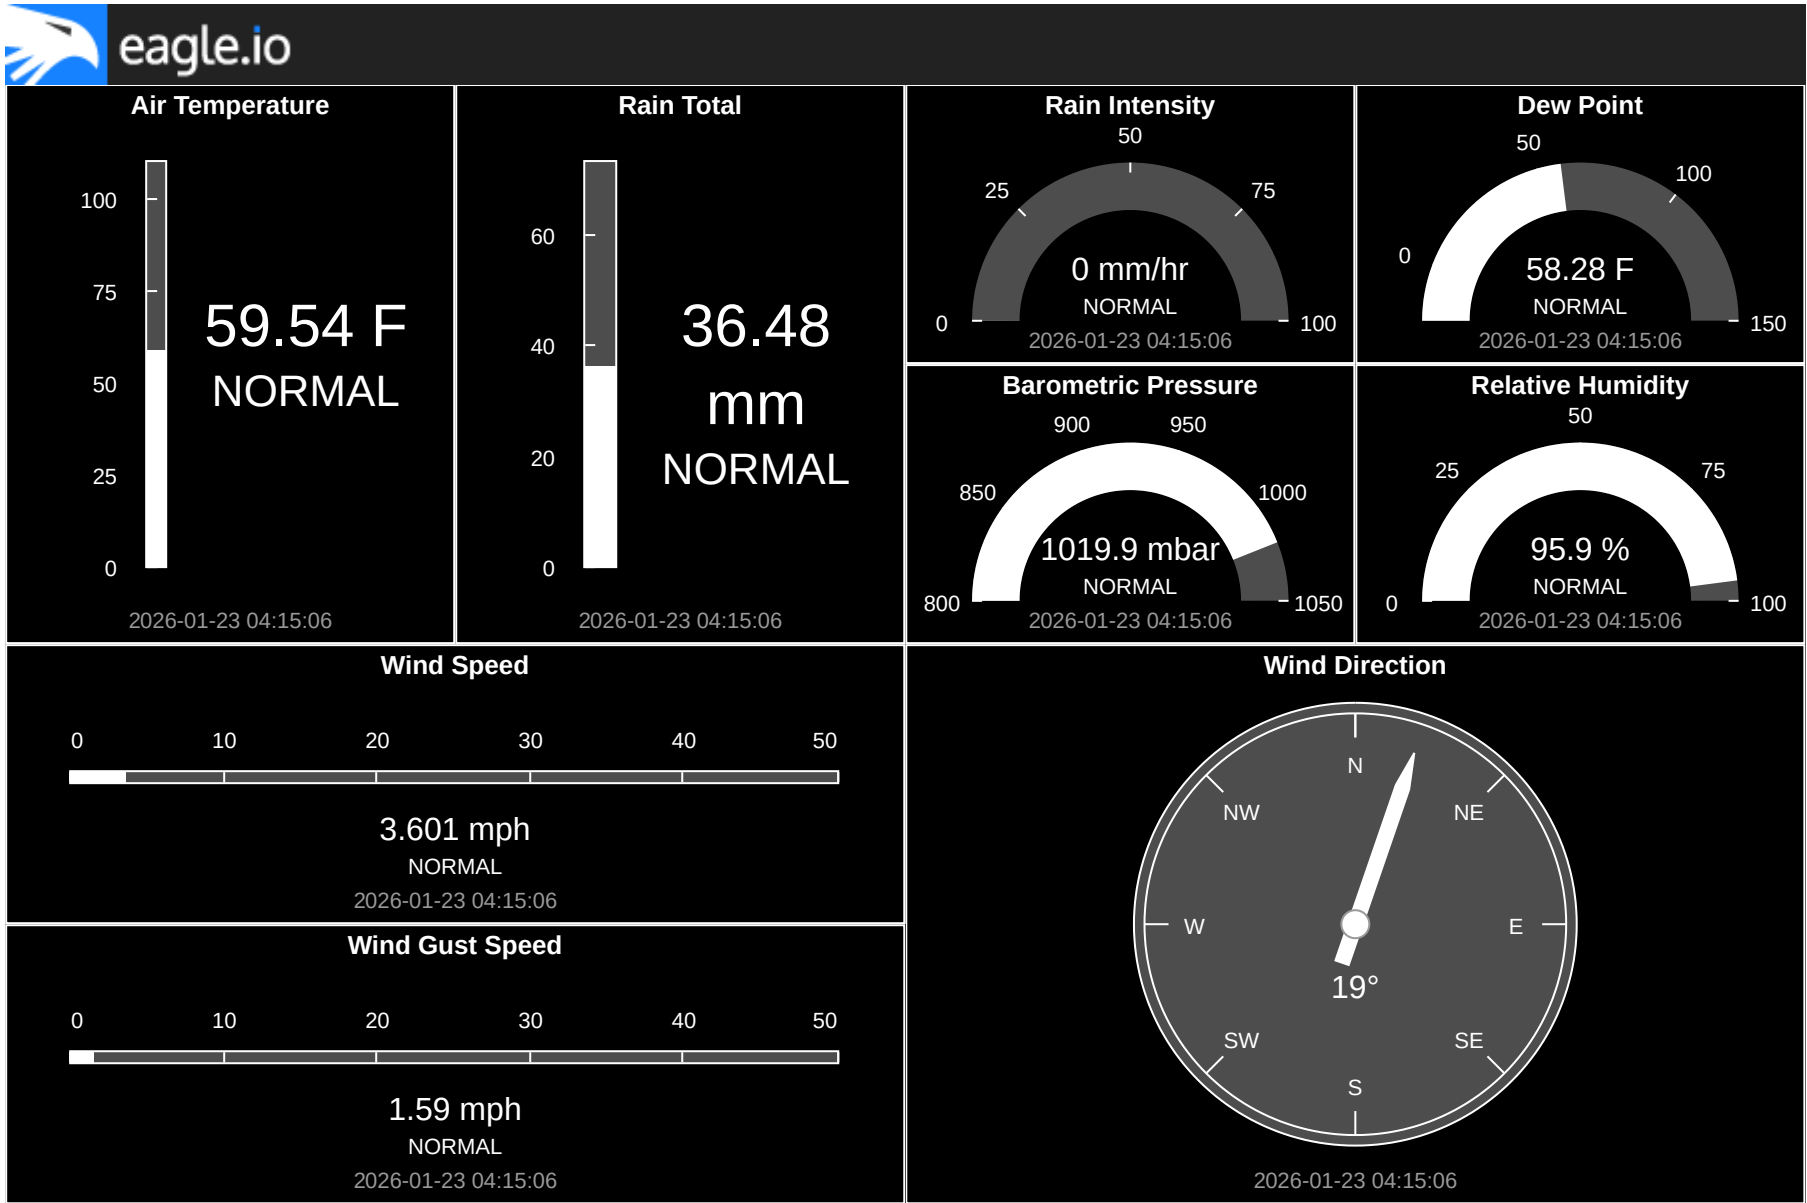 eagle.io
Air Temperature
100
75
50
25
0
59.54 F
NORMAL
2026-01-23 04:15:06
Rain Total
60
40
20
0
36.48
mm
NORMAL
2026-01-23 04:15:06
Rain Intensity
50
25
75
0
100
0 mm/hr
NORMAL
2026-01-23 04:15:06
Dew Point
50
100
0
150
58.28 F
NORMAL
2026-01-23 04:15:06
Barometric Pressure
900
950
850
1000
800
1050
1019.9 mbar
NORMAL
2026-01-23 04:15:06
Relative Humidity
50
25
75
0
100
95.9 %
NORMAL
2026-01-23 04:15:06
Wind Speed
0 10 20 30 40 50
3.601 mph
NORMAL
2026-01-23 04:15:06
Wind Gust Speed
0 10 20 30 40 50
1.59 mph
NORMAL
2026-01-23 04:15:06
Wind Direction
N
NW
NE
W
E
19°
SW
SE
S
2026-01-23 04:15:06